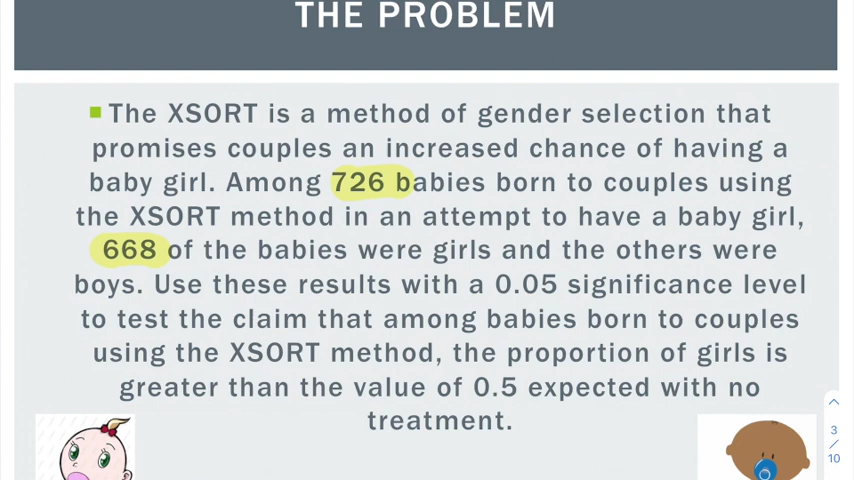 THE PROBLEM
The XSORT is a method of gender selection that
promises couples an increased chance of having a
baby girl. Among 726 babies born to couples using
the XSORT method in an attempt to have a baby girl,
668 of the babies were girls and the others were
boys. Use these results with a 0.05 significance level
to test the claim that among babies born to couples
using the XSORT method, the proportion of girls is
greater than the value of 0.5 expected with no
treatment.
3
/
10